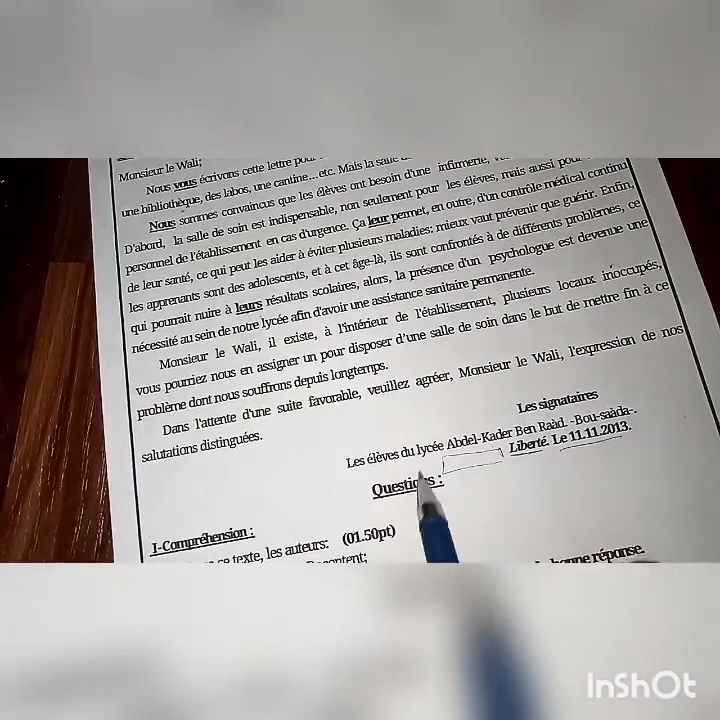 Monsieur le Wali;
Nous vous écrivons cette lettre pour
une bibliothèque, des labos, une cantine...etc. Mais la salle
Nous sommes convaincus que les élèves ont besoin d'une infirmerie,
D'abord, la salle de soin est indispensable, non seulement pour les élèves, mais aussi pour
personnel de l'établissement en cas d'urgence. Ça leur permet, en outre, d'un contrôle médical continu
de leur santé, ce qui peut les aider à éviter plusieurs maladies; mieux vaut prévenir que guérir. Enfin,
les apprenants sont des adolescents, et à cet âge-là, ils sont confrontés à de différents problèmes, ce
qui pourrait nuire à leurs résultats scolaires, alors, la présence d'un psychologue est devenue une
nécessité au sein de notre lycée afin d'avoir une assistance sanitaire permanente.
Monsieur le Wali, il existe, à l'intérieur de l'établissement, plusieurs locaux inoccupés,
vous pourriez nous en assigner un pour disposer d'une salle de soin dans le but de mettre fin à ce
problème dont nous souffrons depuis longtemps.
Dans l'attente d'une suite favorable, veuillez agréer, Monsieur le Wali, l'expression de nos
salutations distinguées.
Les signataires
Les élèves du lycée Abdel-Kader Ben Raàd. -Bou-saàda-.
Liberté. Le 11.11.2013.
Questions :
I-Compréhension :
ce texte, les auteurs: (01.50pt)
bonne réponse.
InShOt